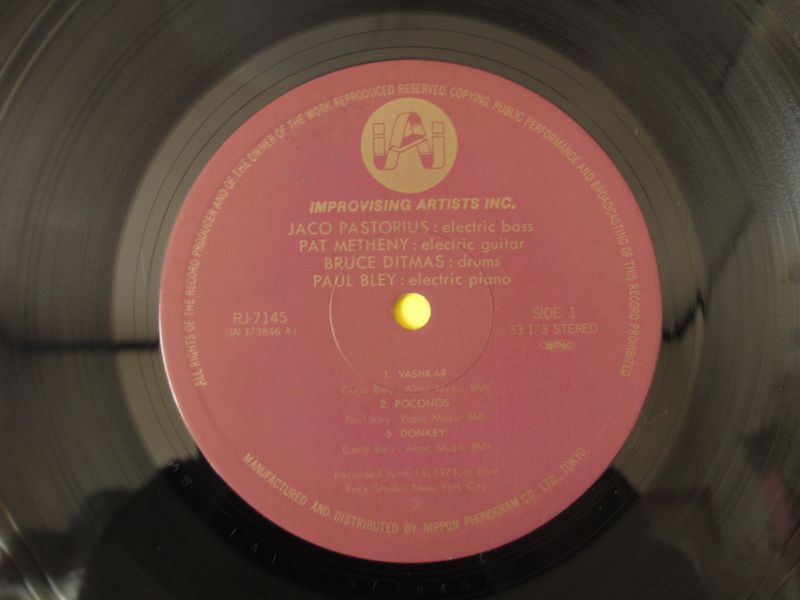 ALL RIGHTS OF THE RECORD PRODUCER AND OF THE OWNER OF THE WORK REPRODUCED RESERVED. COPYING, PUBLIC PERFORMANCE AND BROADCASTING OF THIS RECORD PROHIBITED
iAi
IMPROVISING ARTISTS INC.
JACO PASTORIUS : electric bass
PAT METHENY : eleciric guitar
BRUCE DITMAS : drums
PAUL BLEY : electric piano
RJ-7145
(IAI 373846 A)
SIDE 1
33 1/3 STEREO
1. VASHKAR
Carla Bley: Alrac Music BMI
2. POCONOS
Paul Bley: Pablo Music BMI
3. DONKEY
Carla Bley: Alrac Music BMI
Recorded June 16, 1974 at Blue
Rock Studio, New York City
MANUFACTURED AND DISTRIBUTED BY NIPPON PHONOGRAM CO. LTD., TOKYO